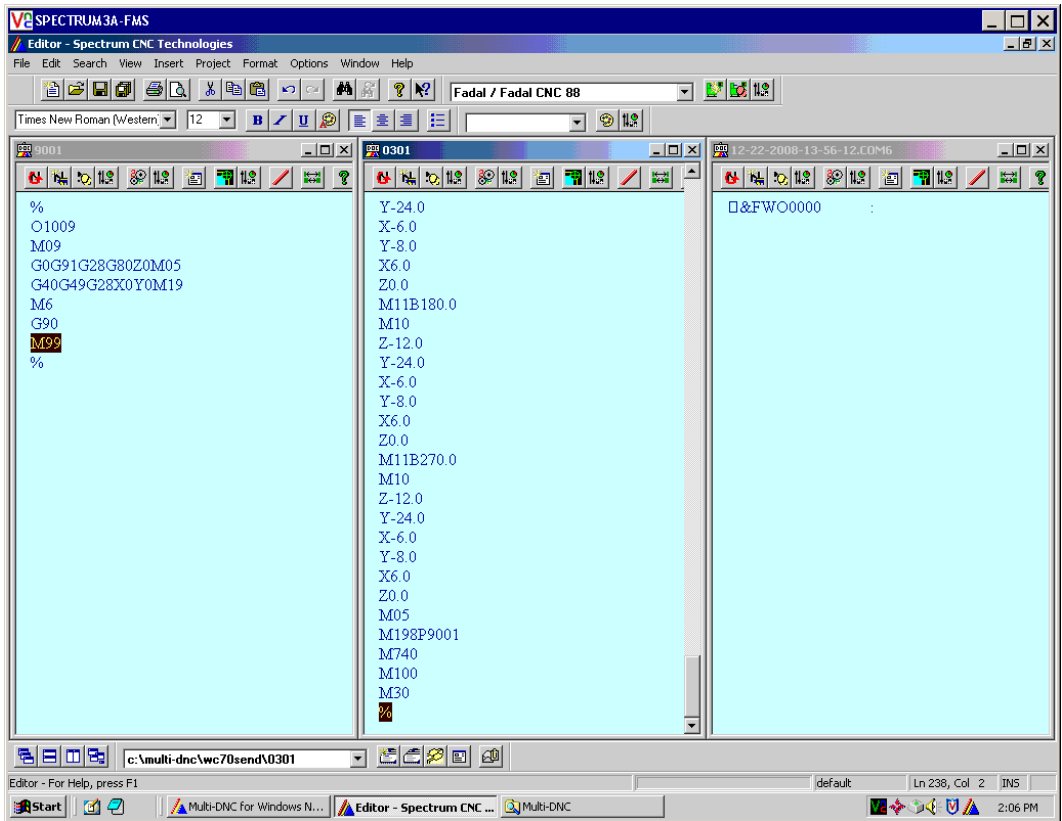 SPECTRUM3A-FMS
Editor - Spectrum CNC Technologies
File Edit Search View Insert Project Format Options Window Help
Fadal / Fadal CNC 88
Times New Roman (Western) 12 B I U
9001
%
O1009
M09
G0G91G28G80Z0M05
G40G49G28X0Y0M19
M6
G90
M99
%
0301
Y-24.0
X-6.0
Y-8.0
X6.0
Z0.0
M11B180.0
M10
Z-12.0
Y-24.0
X-6.0
Y-8.0
X6.0
Z0.0
M11B270.0
M10
Z-12.0
Y-24.0
X-6.0
Y-8.0
X6.0
Z0.0
M05
M198P9001
M740
M100
M30
%
12-22-2008-13-56-12.COM6
&FWO0000 :
c:\multi-dnc\wc70send\0301
Editor - For Help, press F1 default Ln 238, Col 2 INS
Start Multi-DNC for Windows N... Editor - Spectrum CNC ... Multi-DNC 2:06 PM